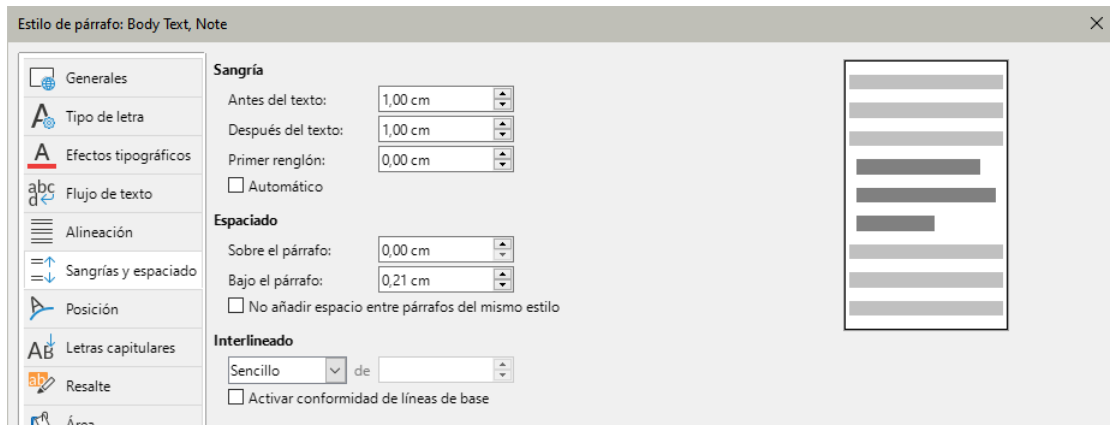 Estilo de párrafo: Body Text, Note
Generales
Tipo de letra
Efectos tipográficos
Flujo de texto
Alineación
Sangrías y espaciado
Posición
Letras capitulares
Resalte
Área
Sangría
Antes del texto: 1,00 cm
Después del texto: 1,00 cm
Primer renglón: 0,00 cm
Automático
Espaciado
Sobre el párrafo: 0,00 cm
Bajo el párrafo: 0,21 cm
No añadir espacio entre párrafos del mismo estilo
Interlineado
Sencillo de
Activar conformidad de líneas de base